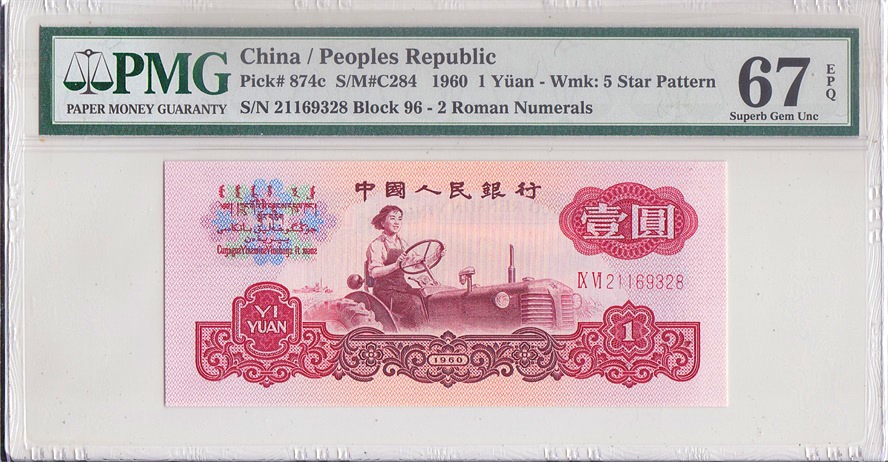 PMG
PAPER MONEY GUARANTY
China / Peoples Republic
Pick# 874c S/M#C284 1960 1 Yüan - Wmk: 5 Star Pattern
S/N 21169328 Block 96 - 2 Roman Numerals
67
EPQ
Superb Gem Unc
中國人民銀行
壹圓
IX VI 21169328
YI
YUAN
1960
1